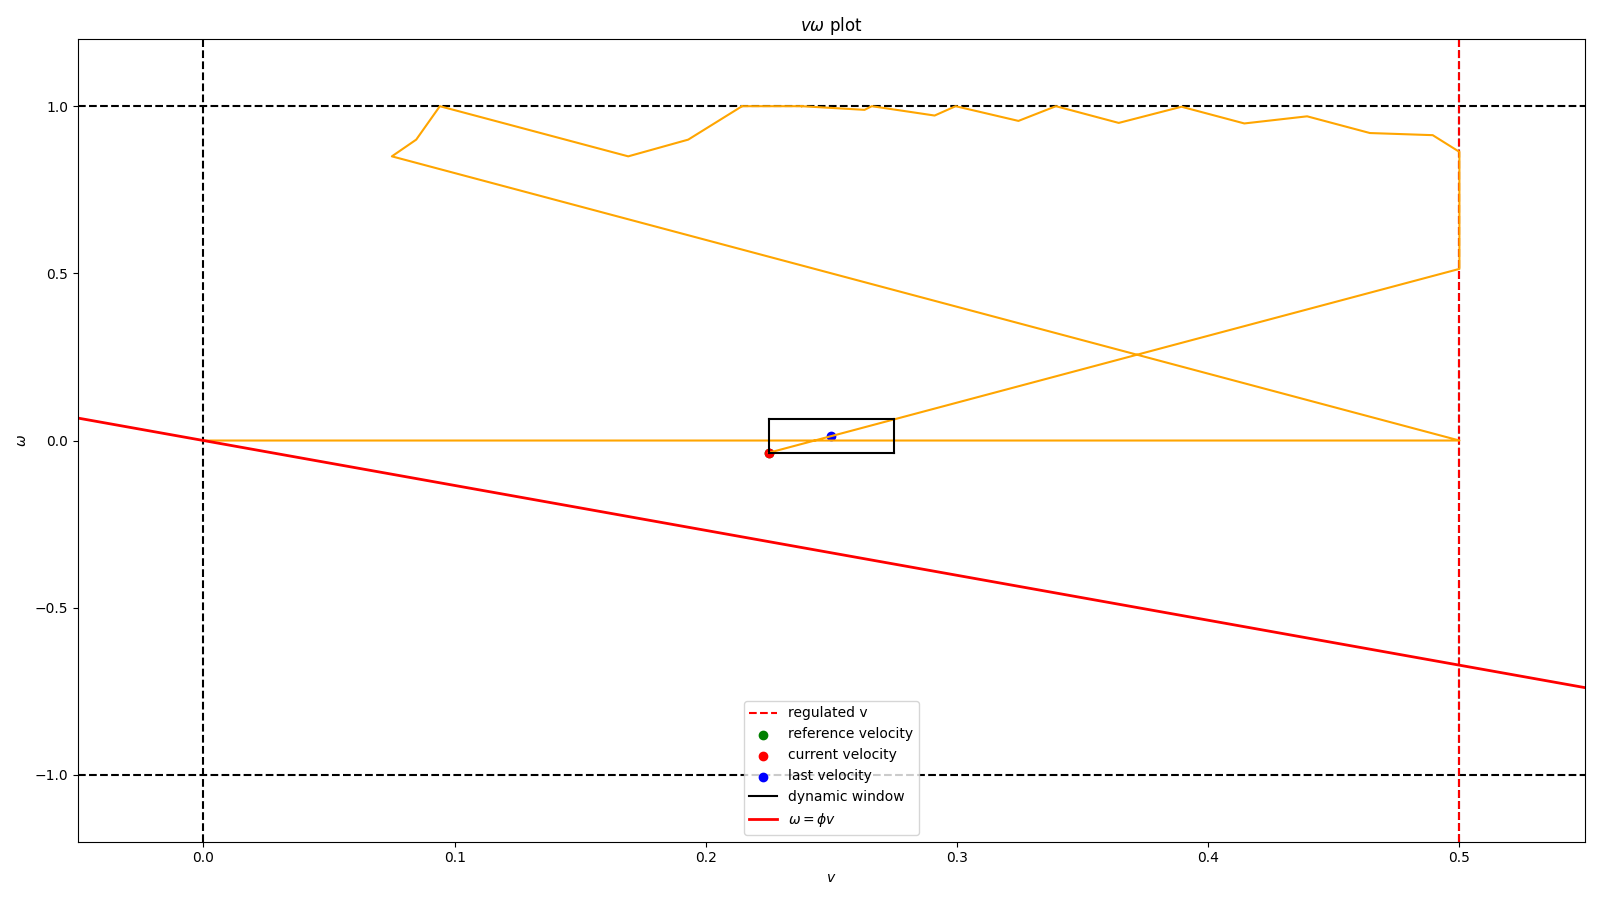 vω plot
1.0
0.5
0.0
−0.5
−1.0
ω
0.0 0.1 0.2 0.3 0.4 0.5
v
regulated v
reference velocity
current velocity
last velocity
dynamic window
ω = ϕv